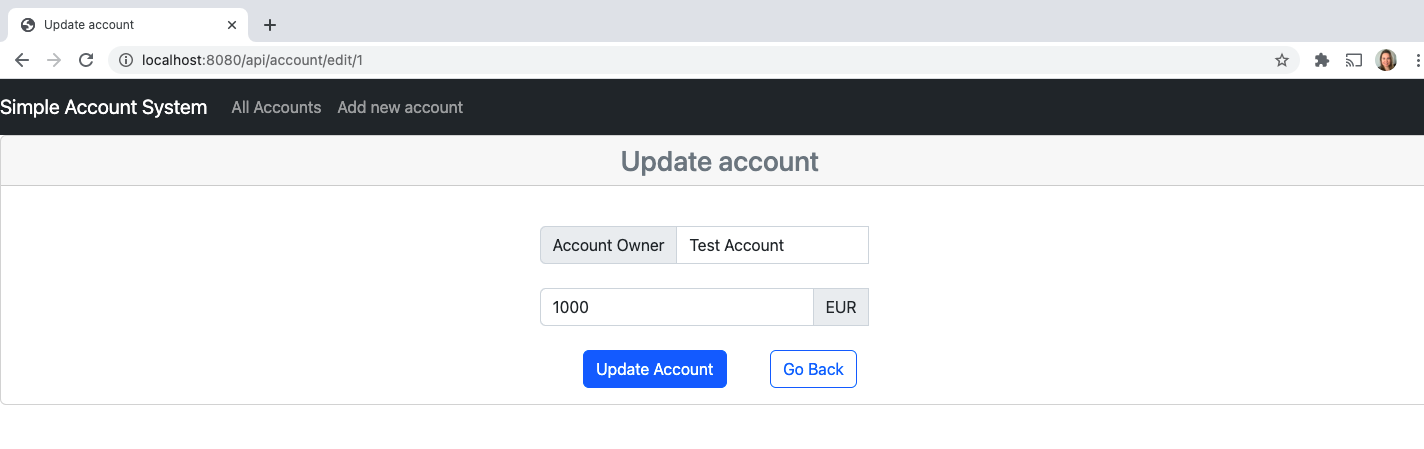 Update account
localhost:8080/api/account/edit/1
Simple Account System All Accounts Add new account
Update account
Account Owner Test Account
1000 EUR
Update Account Go Back